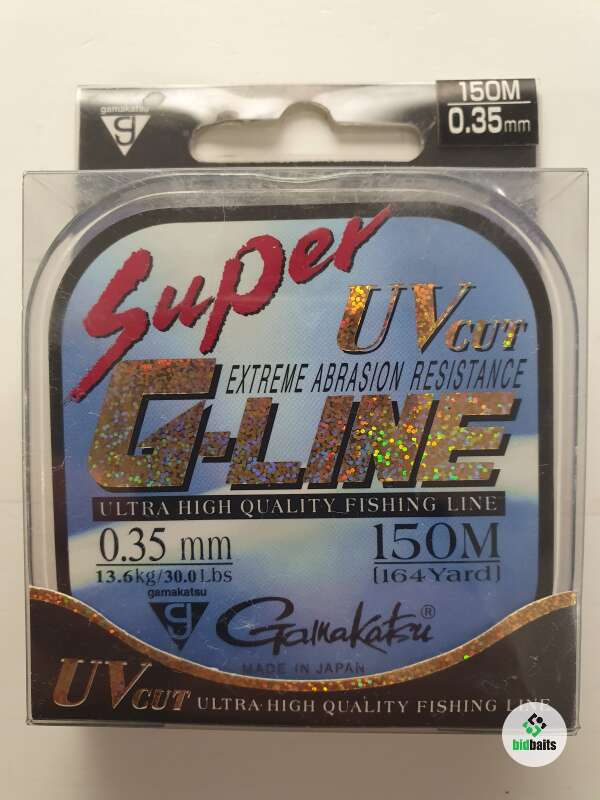 gamakatsu
150M
0.35mm
Super
UV CUT
EXTREME ABRASION RESISTANCE
G-LINE
ULTRA HIGH QUALITY FISHING LINE
0.35 mm
150M
13.6kg/30.0Lbs
[164Yard]
gamakatsu
Gamakatsu®
MADE IN JAPAN
UV CUT ULTRA HIGH QUALITY FISHING LINE
bidbaits